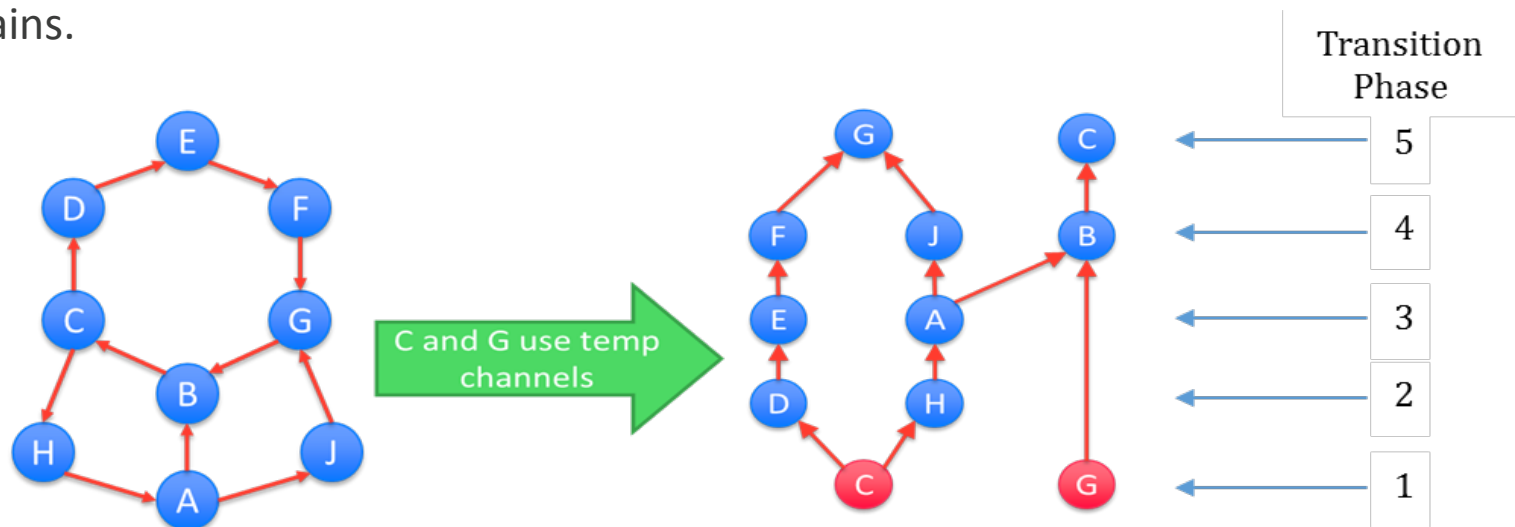 ains.
Transition
Phase
E
D
F
C
G
B
H
J
A
C and G use temp
channels
G
C
5
F
J
B
4
E
A
3
D
H
2
C
G
1